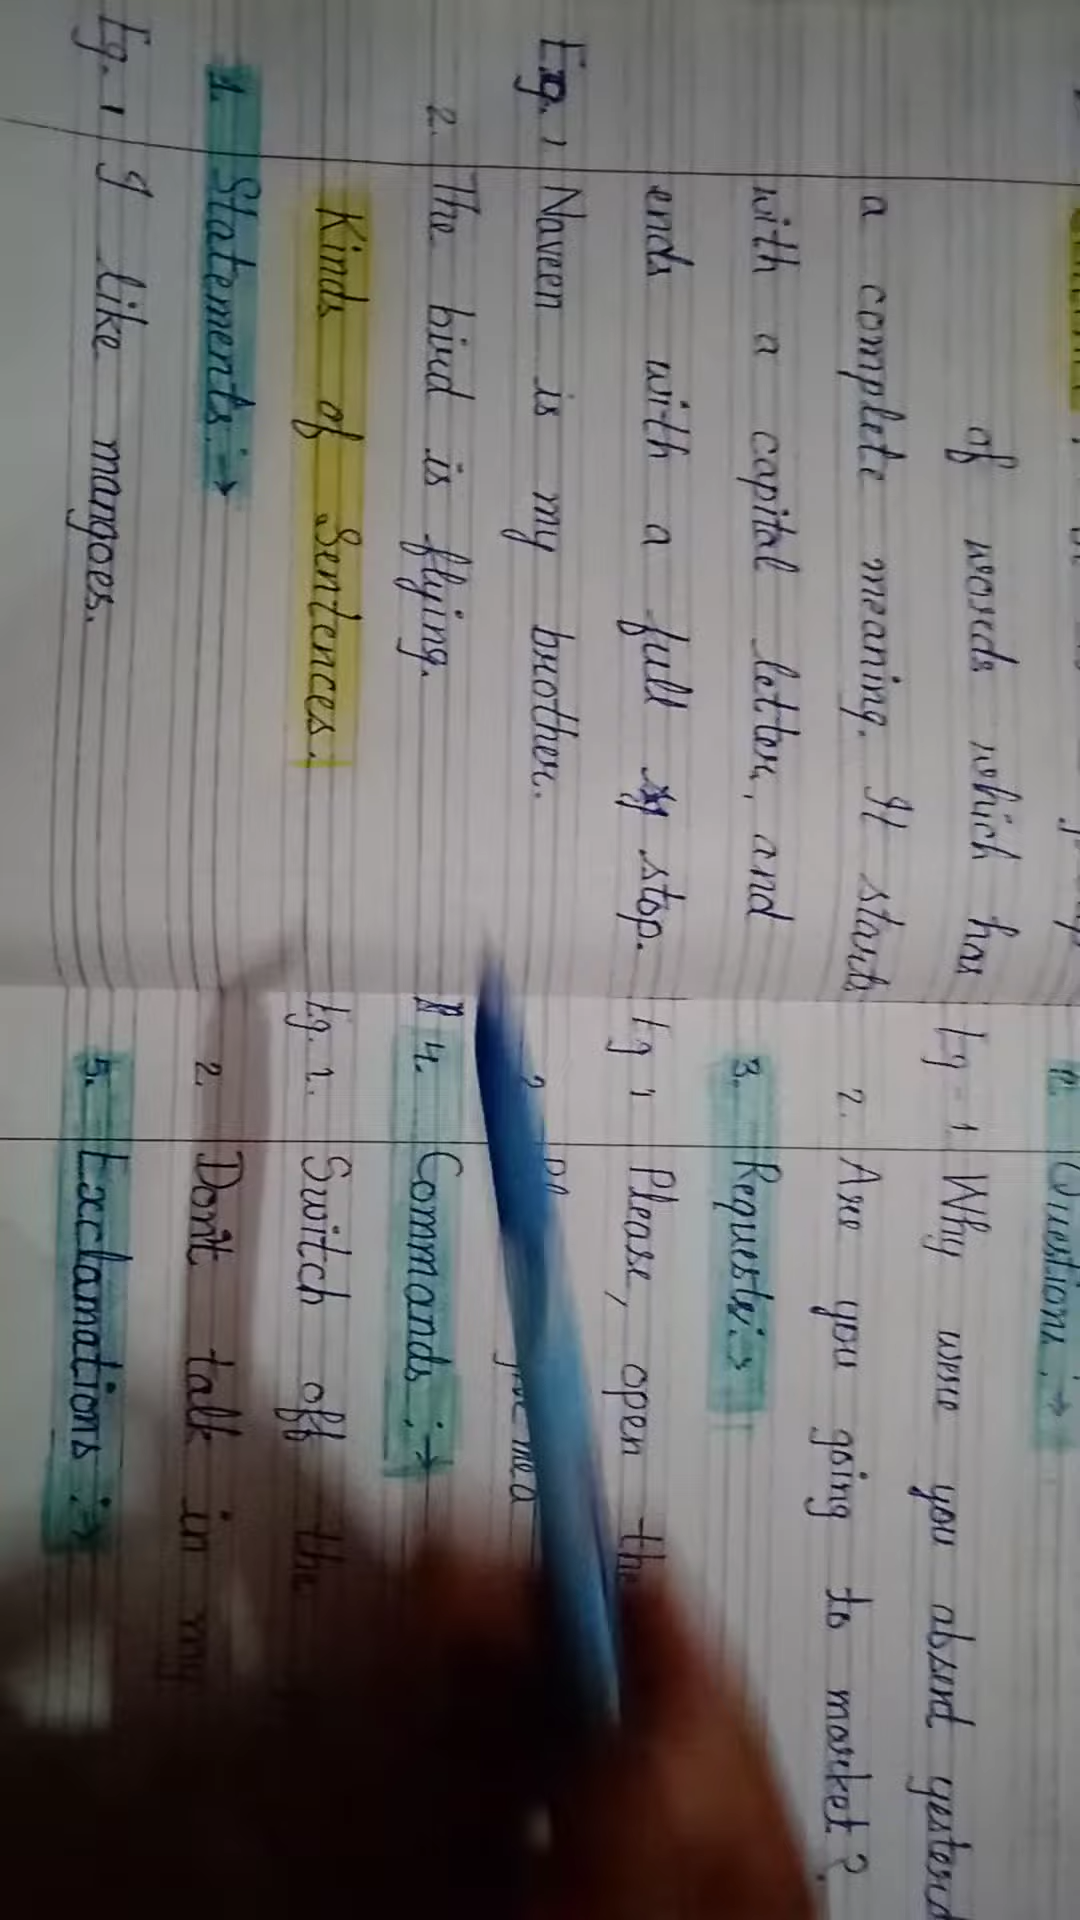 of words which has
a complete meaning. It starts
with a capital letter, and
ends with a full stop.
Eg. 1 Naveen is my brother.
2. The bird is flying.
Kinds of Sentences.
1. Statements :→
Eg. 1 I like mangoes.
2. Questions :→
Eg - 1. Why were you absent
2. Are you going to market?
3. Requests :→
Eg 1 Please, open the
2.
4. Commands :→
Eg. 1. Switch off the
2. Don't talk in my
5. Exclamations :→